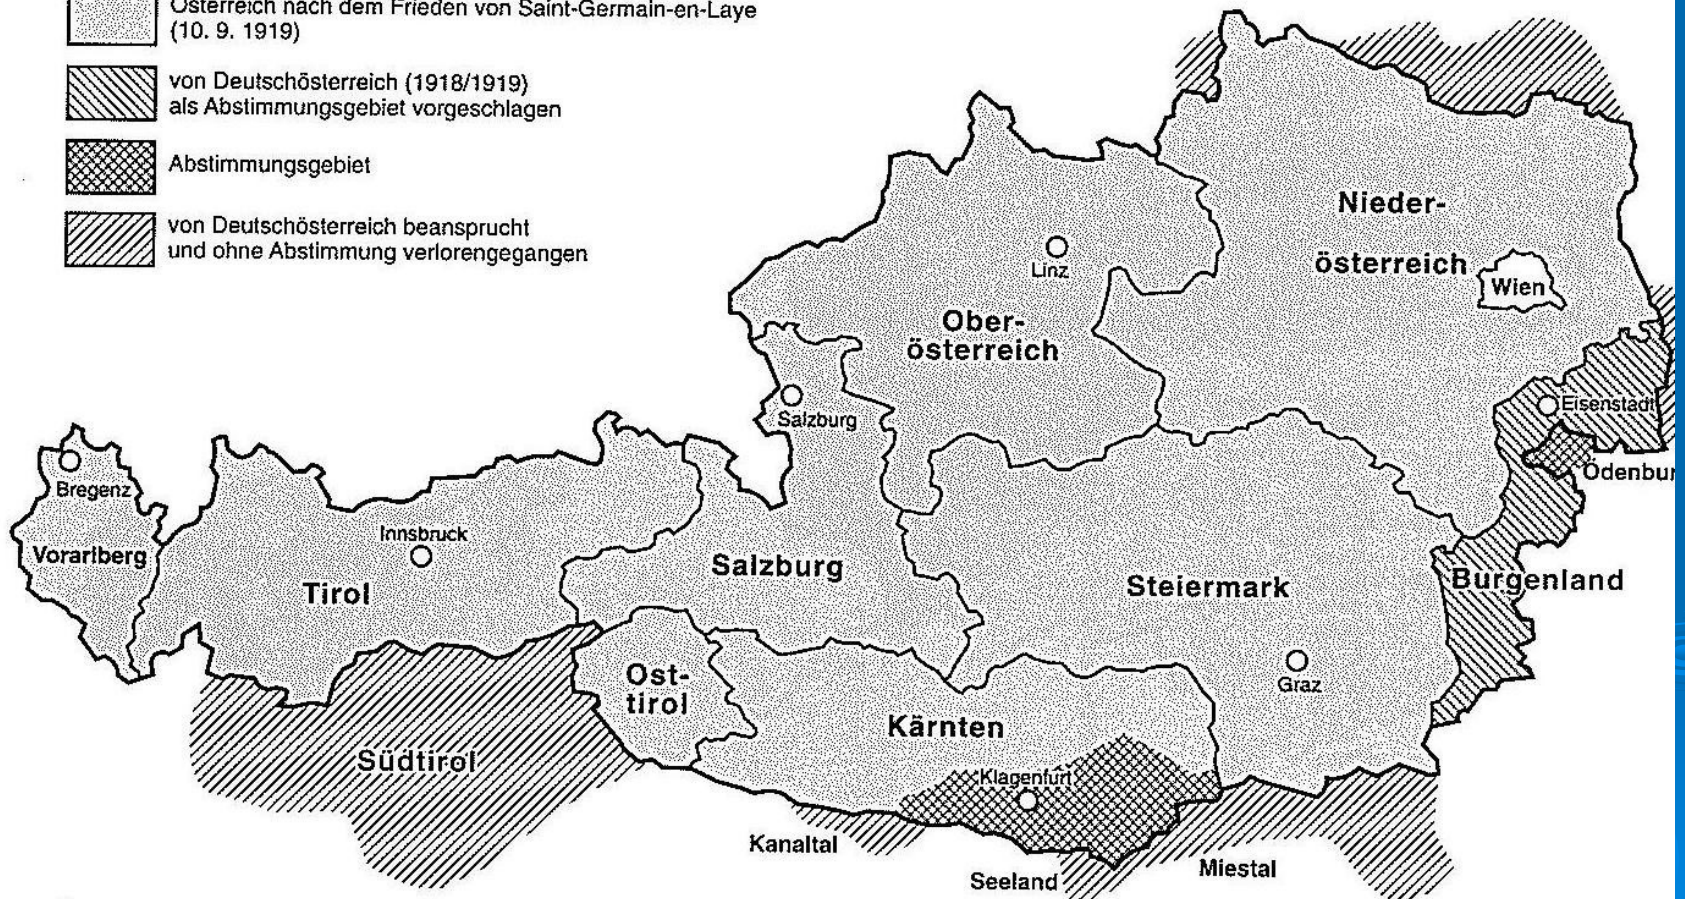 Österreich nach dem Frieden von Saint-Germain-en-Laye
(10. 9. 1919)
von Deutschösterreich (1918/1919)
als Abstimmungsgebiet vorgeschlagen
Abstimmungsgebiet
von Deutschösterreich beansprucht
und ohne Abstimmung verlorengegangen
Nieder-
österreich
Wien
Linz
Ober-
österreich
Salzburg
Eisenstadt
Ödenbur
Bregenz
Vorarlberg
Innsbruck
Tirol
Salzburg
Steiermark
Burgenland
Graz
Ost-
tirol
Kärnten
Südtirol
Klagenfurt
Kanaltal
Seeland
Miestal